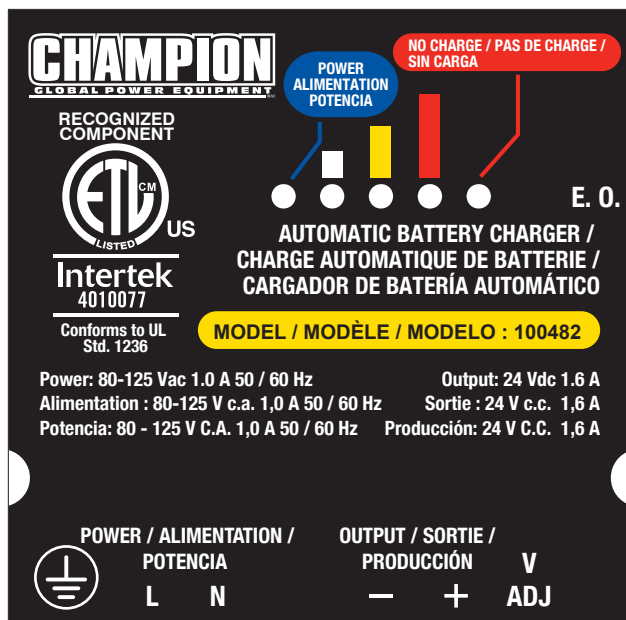 CHAMPION
GLOBAL POWER EQUIPMENT
RECOGNIZED
COMPONENT
ETL
CM
LISTED
US
Intertek
4010077
Conforms to UL
Std. 1236
POWER
ALIMENTATION
POTENCIA
NO CHARGE / PAS DE CHARGE /
SIN CARGA
E. O.
AUTOMATIC BATTERY CHARGER /
CHARGE AUTOMATIQUE DE BATTERIE /
CARGADOR DE BATERÍA AUTOMÁTICO
MODEL / MODÈLE / MODELO : 100482
Power: 80-125 Vac 1.0 A 50 / 60 Hz Output: 24 Vdc 1.6 A
Alimentation : 80-125 V c.a. 1,0 A 50 / 60 Hz Sortie : 24 V c.c. 1,6 A
Potencia: 80 - 125 V C.A. 1,0 A 50 / 60 Hz Producción: 24 V C.C. 1,6 A
POWER / ALIMENTATION /
POTENCIA
L N
OUTPUT / SORTIE /
PRODUCCIÓN
− +
V
ADJ